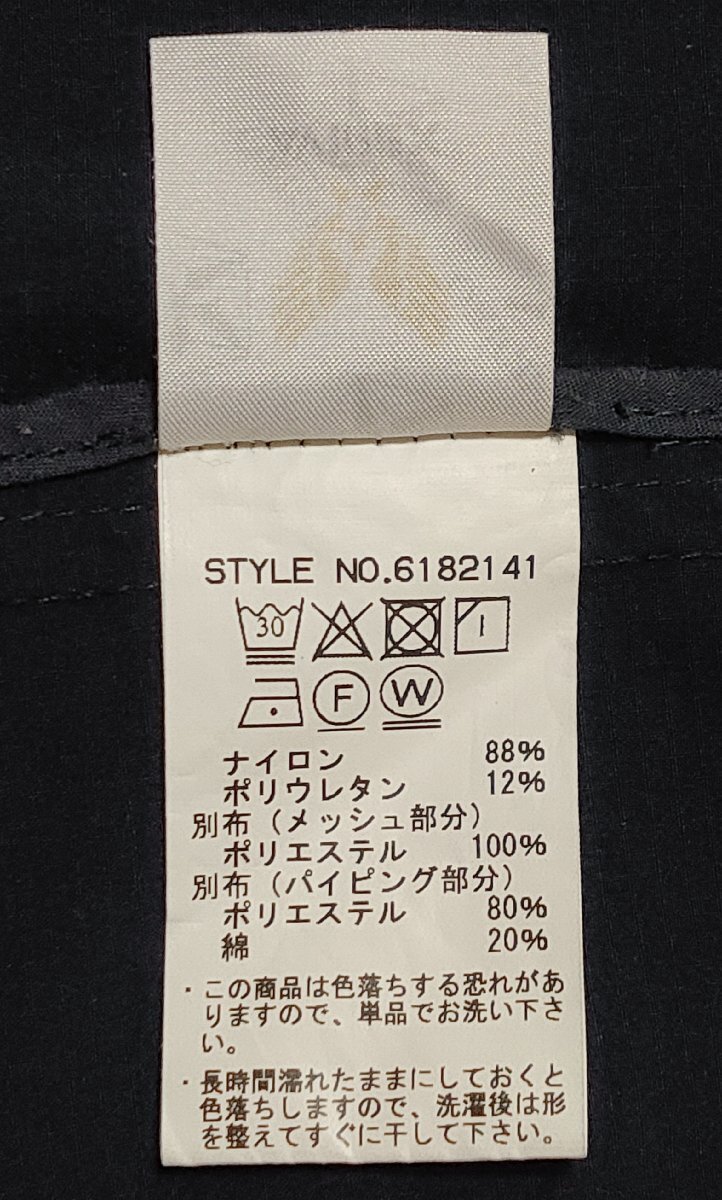 STYLE NO.6182141
30
F W
ナイロン 88%
ポリウレタン 12%
別布(メッシュ部分)
ポリエステル 100%
別布(パイピング部分)
ポリエステル 80%
綿 20%
・この商品は色落ちする恐れがあ
りますので、単品でお洗い下さ
い。
・長時間濡れたままにしておくと
色落ちしますので、洗濯後は形
を整えてすぐに干して下さい。